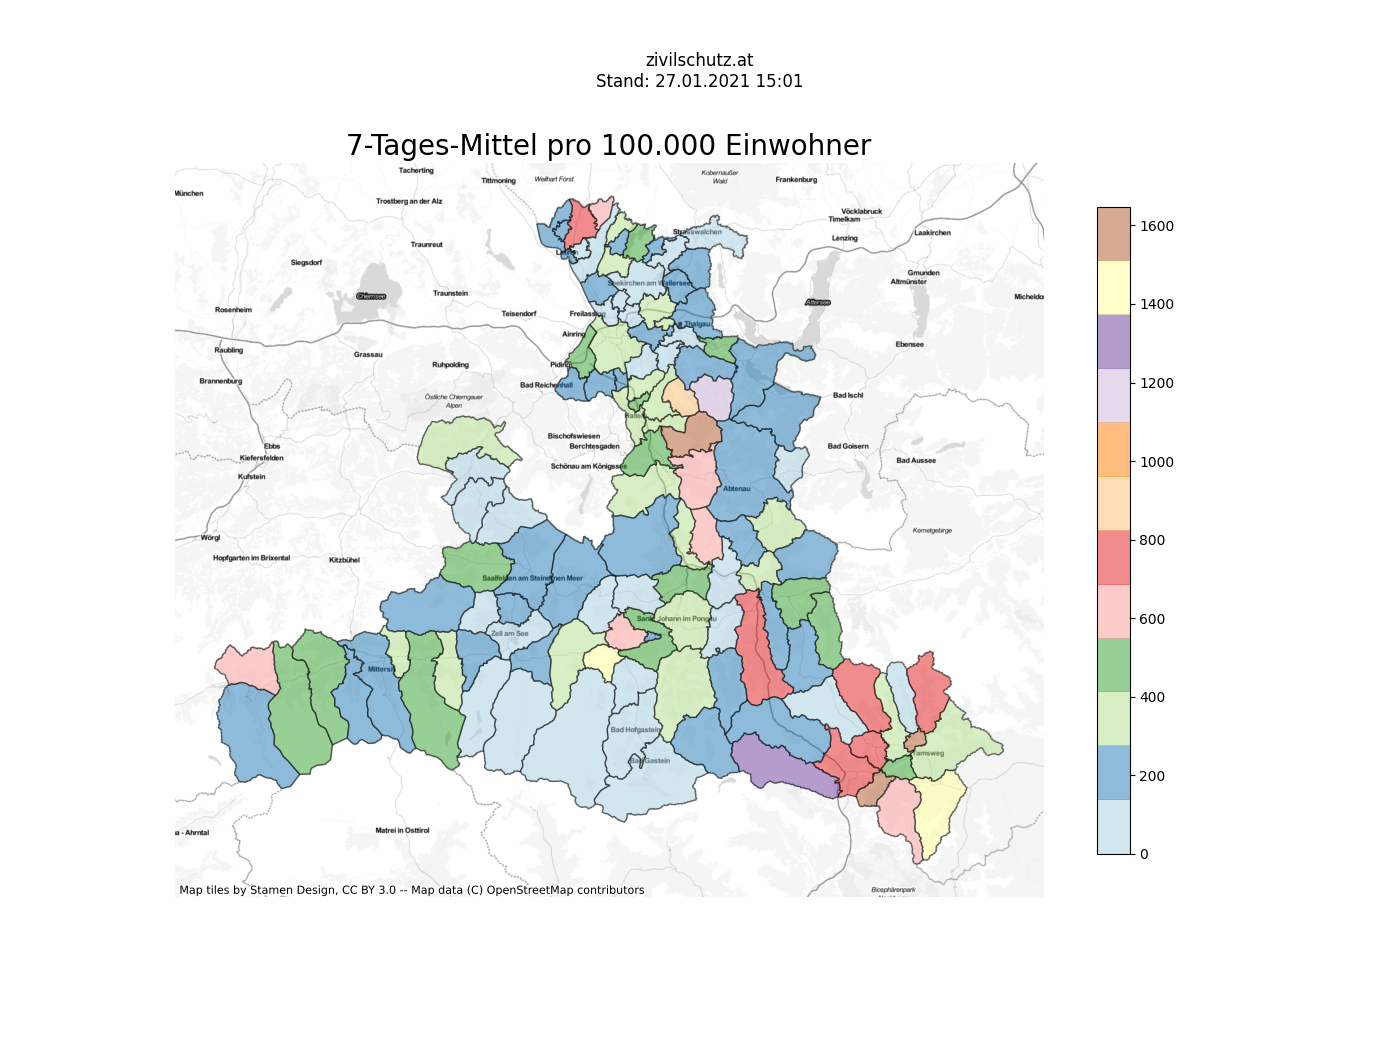 zivilschutz.at
Stand: 27.01.2021 15:01
7-Tages-Mittel pro 100.000 Einwohner
Tacherting
Tittmoning
Weilhart Forst
Kobernaußer
Wald
Frankenburg
München
Trostberg an der Alz
Vöcklabruck
Timelkam
Laakirchen
Lenzing
Strasswalchen
Traunreut
Siegsdorf
Gmunden
Altmünster
Seekirchen am Wallersee
Chiemsee
Traunstein
Attersee
Rosenheim
Teisendorf
Freilassing
Thalgau
Ainring
Ebensee
Raubling
Grassau
Ruhpolding
Piding
Brannenburg
Bad Reichenhall
Östliche Chiemgauer
Alpen
Bad Ischl
Hallein
Bischofswiesen
Berchtesgaden
Bad Goisern
Ebbs
Kiefersfelden
Schönau am Königssee
Bad Aussee
Kufstein
Abtenau
Kemetgebirge
Wörgl
Hopfgarten im Brixental
Kitzbühel
Saalfelden am Steinernen Meer
Sankt Johann im Pongau
Zell am See
Mittersill
Bad Hofgastein
Tamsweg
Bad Gastein
Matrei in Osttirol
a - Ahrntal
Biosphärenpark
Map tiles by Stamen Design, CC BY 3.0 -- Map data (C) OpenStreetMap contributors
1600
1400
1200
1000
800
600
400
200
0